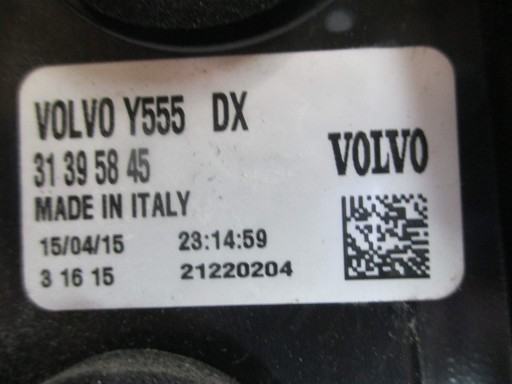 VOLVO Y555 DX
31 39 58 45
VOLVO
MADE IN ITALY
15/04/15 23:14:59
3 16 15 21220204